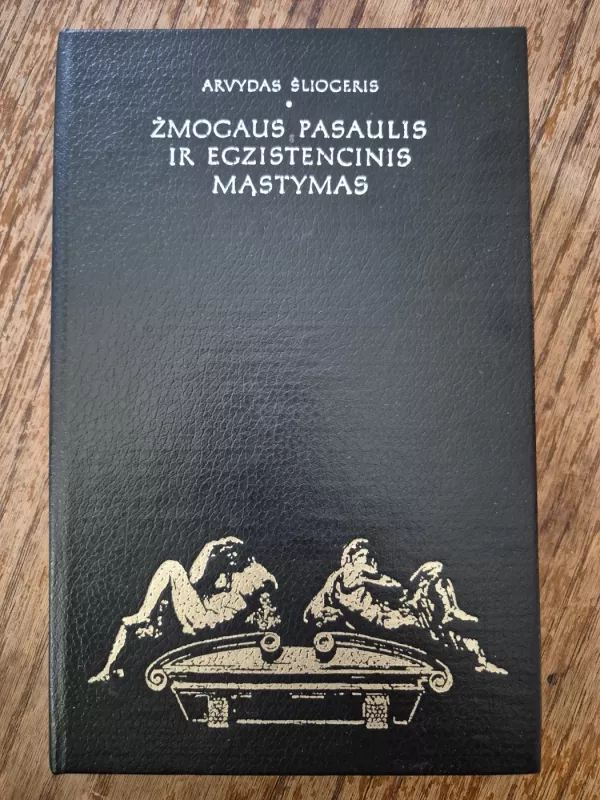 ARVYDAS ŠLIOGERIS
ŽMOGAUS PASAULIS
IR EGZISTENCINIS
MĄSTYMAS